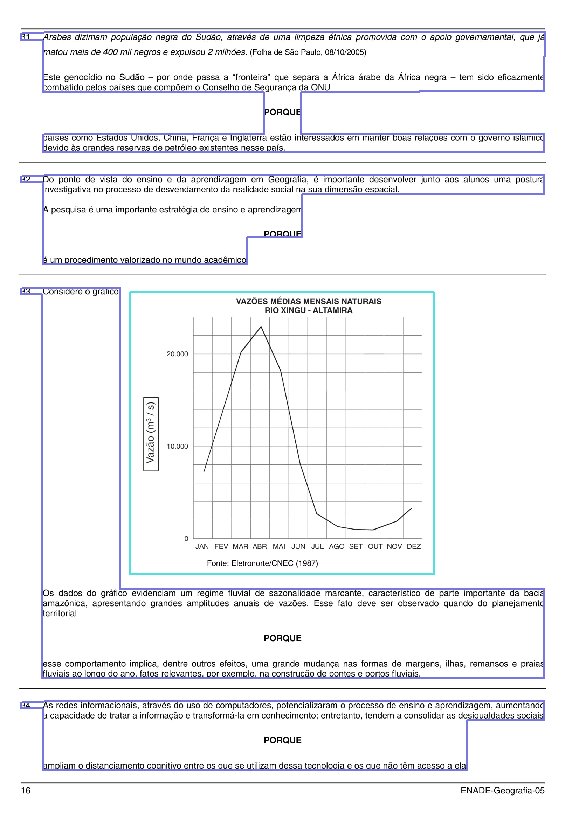 31. Árabes dizimam população negra do Sudão, através de uma limpeza étnica promovida com o apoio governamental, que já
matou mais de 400 mil negros e expulsou 2 milhões. (Folha de São Paulo, 08/10/2005)
Este genocídio no Sudão – por onde passa a "fronteira" que separa a África árabe da África negra – tem sido eficazmente
combatido pelos países que compõem o Conselho de Segurança da ONU
PORQUE
países como Estados Unidos, China, França e Inglaterra estão interessados em manter boas relações com o governo islâmico
devido às grandes reservas de petróleo existentes nesse país.
32. Do ponto de vista do ensino e da aprendizagem em Geografia, é importante desenvolver junto aos alunos uma postura
investigativa no processo de desvendamento da realidade social na sua dimensão espacial.
A pesquisa é uma importante estratégia de ensino e aprendizagem
PORQUE
é um procedimento valorizado no mundo acadêmico
33. Considere o gráfico
VAZÕES MÉDIAS MENSAIS NATURAIS
RIO XINGU - ALTAMIRA
20.000
Vazão (m³ / s)
10.000
0
JAN FEV MAR ABR MAI JUN JUL AGO SET OUT NOV DEZ
Fonte: Eletronorte/CNEC (1987)
Os dados do gráfico evidenciam um regime fluvial de sazonalidade marcante, característico de parte importante da bacia
amazônica, apresentando grandes amplitudes anuais de vazões. Esse fato deve ser observado quando do planejamento
territorial
PORQUE
esse comportamento implica, dentre outros efeitos, uma grande mudança nas formas de margens, ilhas, remansos e praias
fluviais ao longo do ano, fatos relevantes, por exemplo, na construção de pontes e portos fluviais.
34. As redes informacionais, através do uso de computadores, potencializaram o processo de ensino e aprendizagem, aumentando
a capacidade de tratar a informação e transformá-la em conhecimento; entretanto, tendem a consolidar as desigualdades sociais
PORQUE
ampliam o distanciamento cognitivo entre os que se utilizam dessa tecnologia e os que não têm acesso a ela
16 ENADE-Geografia-05